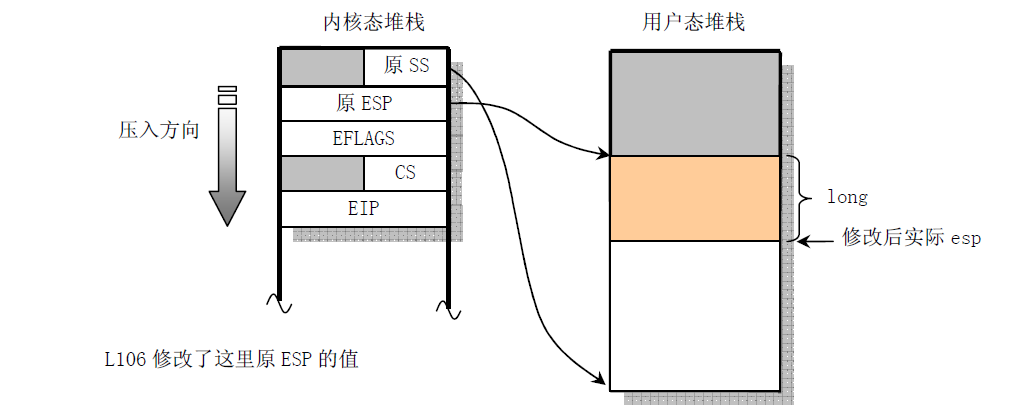 内核态堆栈
用户态堆栈
原 SS
原 ESP
压入方向
EFLAGS
CS
EIP
long
修改后实际 esp
L106 修改了这里原 ESP 的值